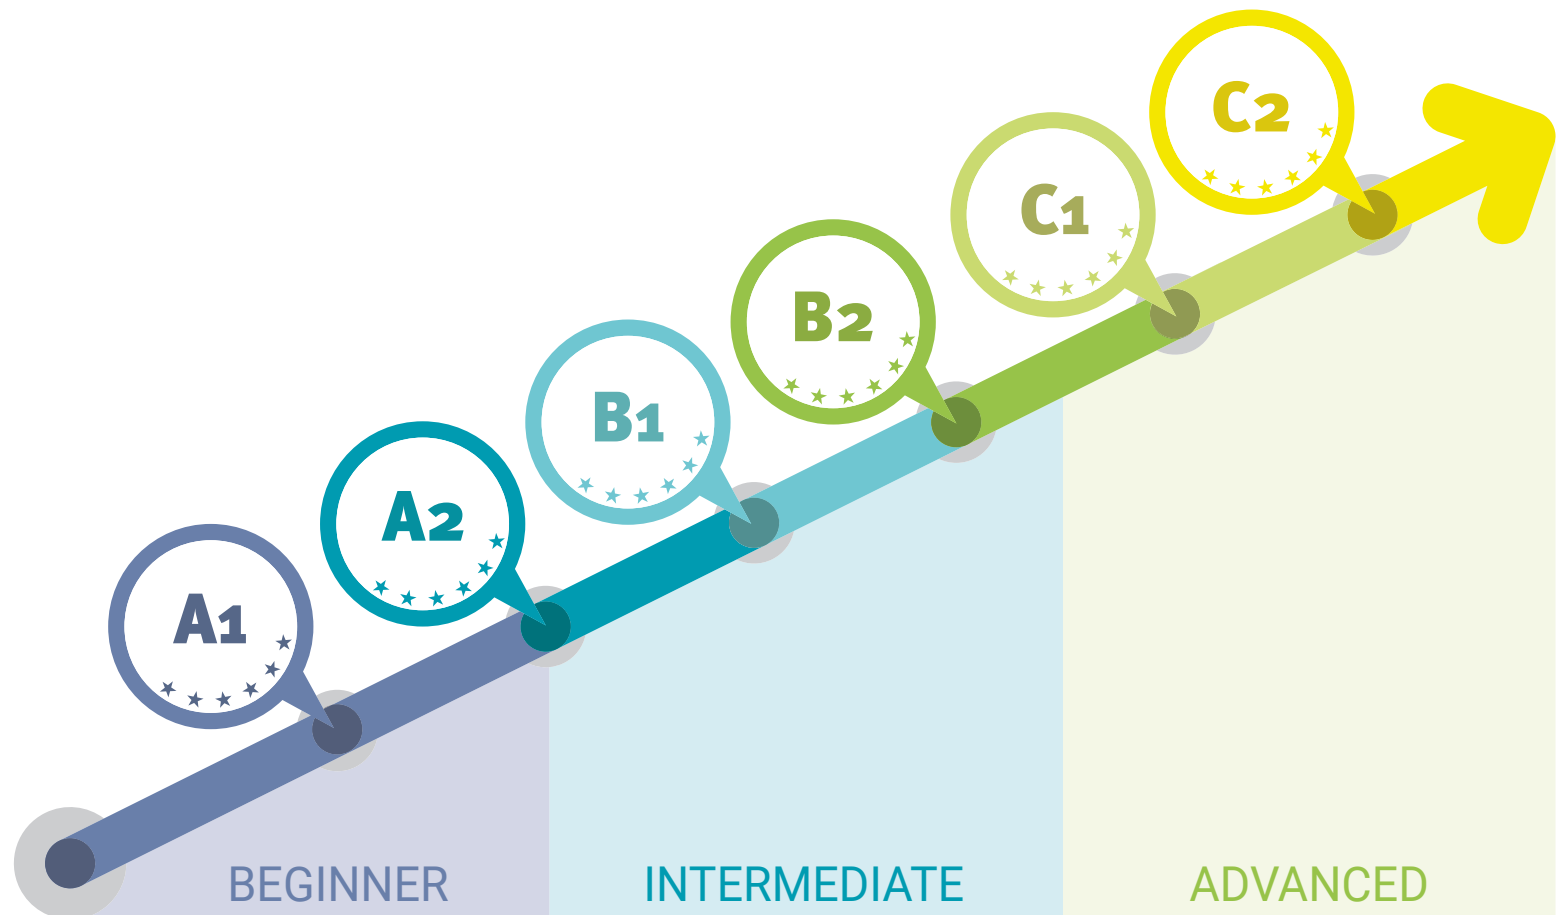 A1
A2
B1
B2
C1
C2
BEGINNER
INTERMEDIATE
ADVANCED